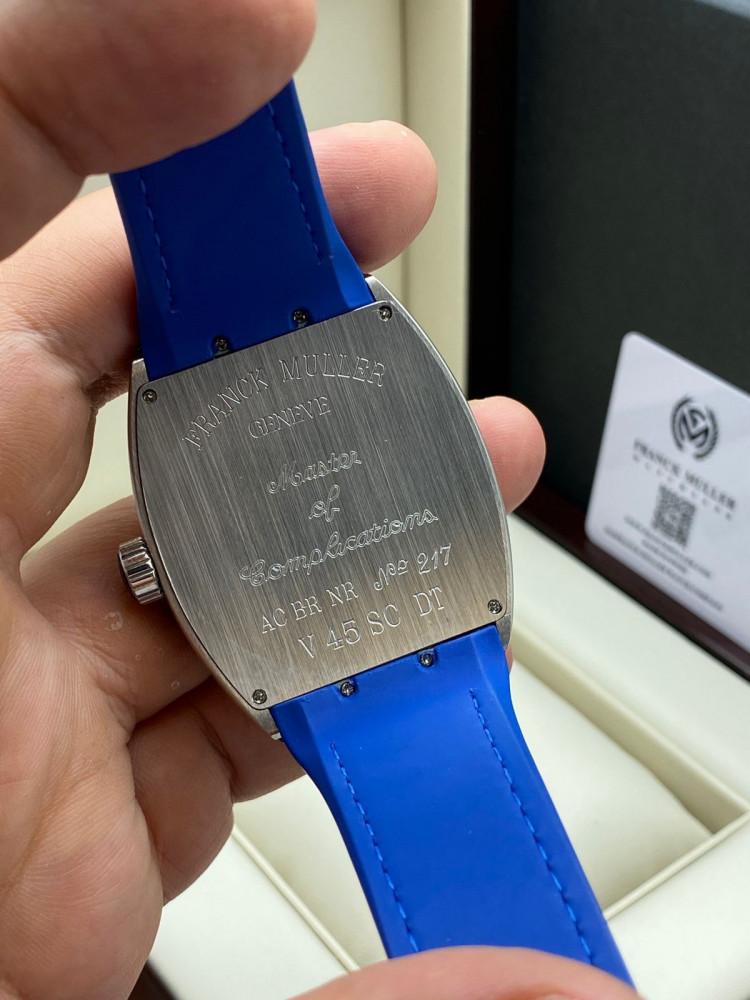 FRANCK MULLER
GENEVE
Master
of
Complications
AC BR NR Nº 217
V 45 SC DT
FRANCK MULLER